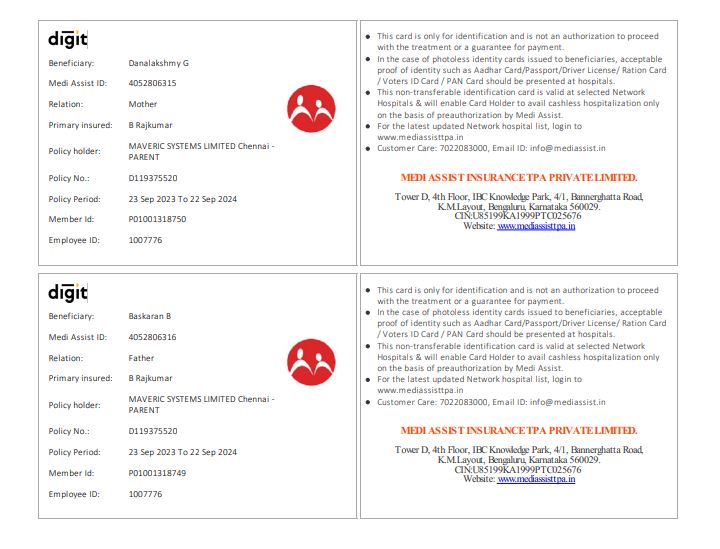 digit
Beneficiary: Danalakshmy G
Medi Assist ID: 4052806315
Relation: Mother
Primary insured: B Rajkumar
Policy holder: MAVERIC SYSTEMS LIMITED Chennai -
PARENT
Policy No.: D119375520
Policy Period: 23 Sep 2023 To 22 Sep 2024
Member Id: P01001318750
Employee ID: 1007776
● This card is only for identification and is not an authorization to proceed
with the treatment or a guarantee for payment.
● In the case of photoless identity cards issued to beneficiaries, acceptable
proof of identity such as Aadhar Card/Passport/Driver License/ Ration Card
/ Voters ID Card / PAN Card should be presented at hospitals.
● This non-transferable identification card is valid at selected Network
Hospitals & will enable Card Holder to avail cashless hospitalization only
on the basis of preauthorization by Medi Assist.
● For the latest updated Network hospital list, login to
www.mediassisttpa.in
● Customer Care: 7022083000, Email ID: info@mediassist.in
MEDI ASSIST INSURANCE TPA PRIVATE LIMITED.
Tower D, 4th Floor, IBC Knowledge Park, 4/1, Bannerghatta Road,
K.M.Layout, Bengaluru, Karnataka 560029.
CIN:U85199KA1999PTC025676
Website: www.mediassisttpa.in
digit
Beneficiary: Baskaran B
Medi Assist ID: 4052806316
Relation: Father
Primary insured: B Rajkumar
Policy holder: MAVERIC SYSTEMS LIMITED Chennai -
PARENT
Policy No.: D119375520
Policy Period: 23 Sep 2023 To 22 Sep 2024
Member Id: P01001318749
Employee ID: 1007776
● This card is only for identification and is not an authorization to proceed
with the treatment or a guarantee for payment.
● In the case of photoless identity cards issued to beneficiaries, acceptable
proof of identity such as Aadhar Card/Passport/Driver License/ Ration Card
/ Voters ID Card / PAN Card should be presented at hospitals.
● This non-transferable identification card is valid at selected Network
Hospitals & will enable Card Holder to avail cashless hospitalization only
on the basis of preauthorization by Medi Assist.
● For the latest updated Network hospital list, login to
www.mediassisttpa.in
● Customer Care: 7022083000, Email ID: info@mediassist.in
MEDI ASSIST INSURANCE TPA PRIVATE LIMITED.
Tower D, 4th Floor, IBC Knowledge Park, 4/1, Bannerghatta Road,
K.M.Layout, Bengaluru, Karnataka 560029.
CIN:U85199KA1999PTC025676
Website: www.mediassisttpa.in